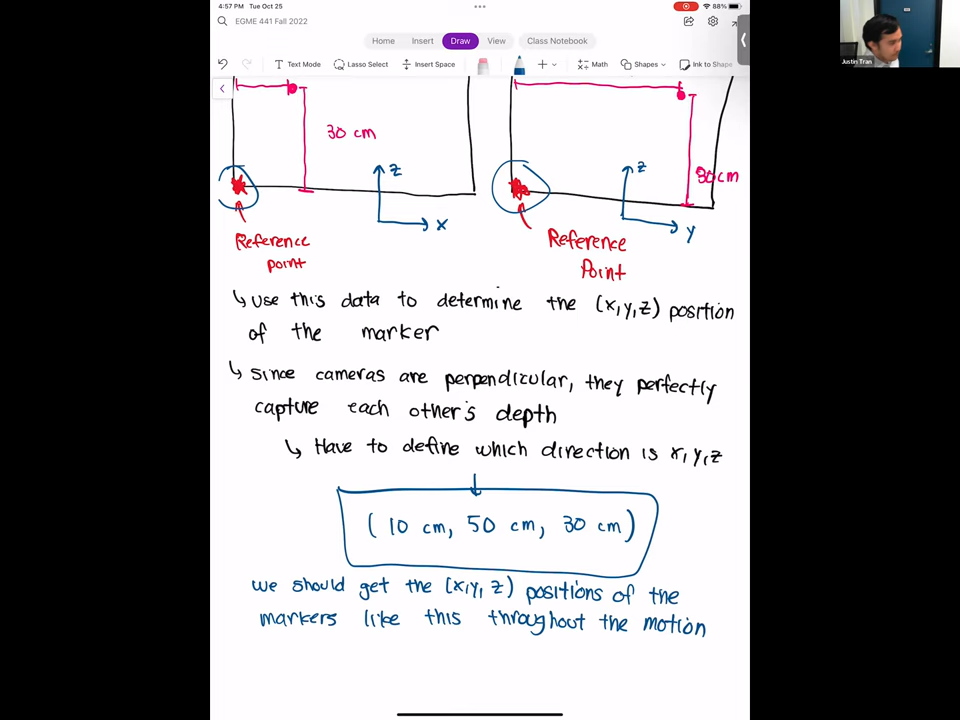 4:57 PM Tue Oct 25
88%
EGME 441 Fall 2022
Home Insert Draw View Class Notebook
Text Mode Lasso Select Insert Space Math Shapes Ink to Shape
Justin Tran
30 cm
30 cm
z
x
z
y
Reference
point
Reference
Point
↳ use this data to determine the (x,y,z) position
of the marker
↳ since cameras are perpendicular, they perfectly
capture each other's depth
↳ Have to define which direction is x,y,z
(10 cm, 50 cm, 30 cm)
we should get the (x,y,z) positions of the
markers like this throughout the motion